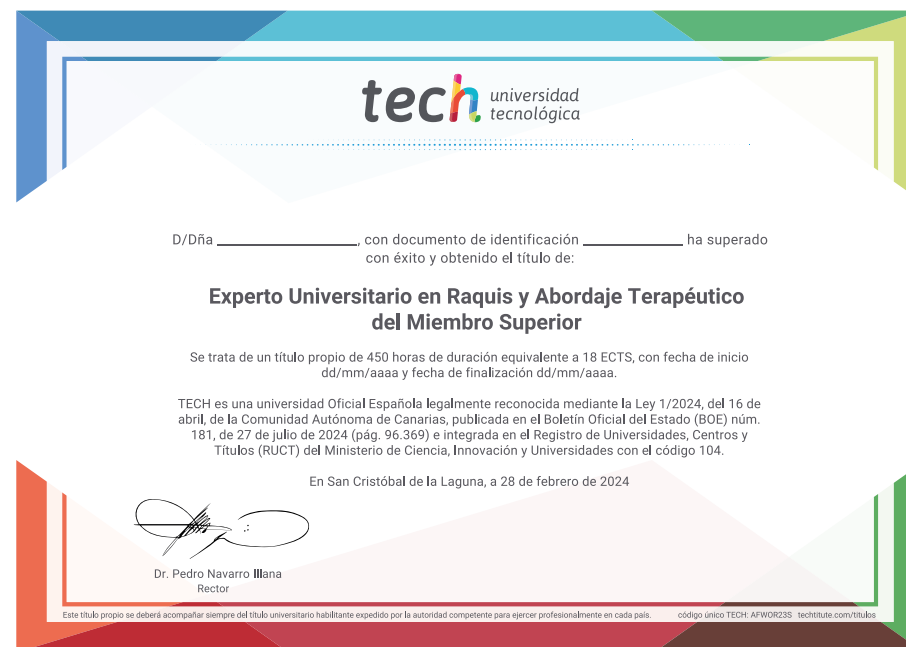 tech universidad
tecnológica
D/Dña ____________________, con documento de identificación ______________ ha superado
con éxito y obtenido el título de:
Experto Universitario en Raquis y Abordaje Terapéutico
del Miembro Superior
Se trata de un título propio de 450 horas de duración equivalente a 18 ECTS, con fecha de inicio
dd/mm/aaaa y fecha de finalización dd/mm/aaaa.
TECH es una universidad Oficial Española legalmente reconocida mediante la Ley 1/2024, del 16 de
abril, de la Comunidad Autónoma de Canarias, publicada en el Boletín Oficial del Estado (BOE) núm.
181, de 27 de julio de 2024 (pág. 96.369) e integrada en el Registro de Universidades, Centros y
Títulos (RUCT) del Ministerio de Ciencia, Innovación y Universidades con el código 104.
En San Cristóbal de la Laguna, a 28 de febrero de 2024
Dr. Pedro Navarro Illana
Rector
Este título propio se deberá acompañar siempre del título universitario habilitante expedido por la autoridad competente para ejercer profesionalmente en cada país. código único TECH: AFWOR23S techtitute.com/titulos